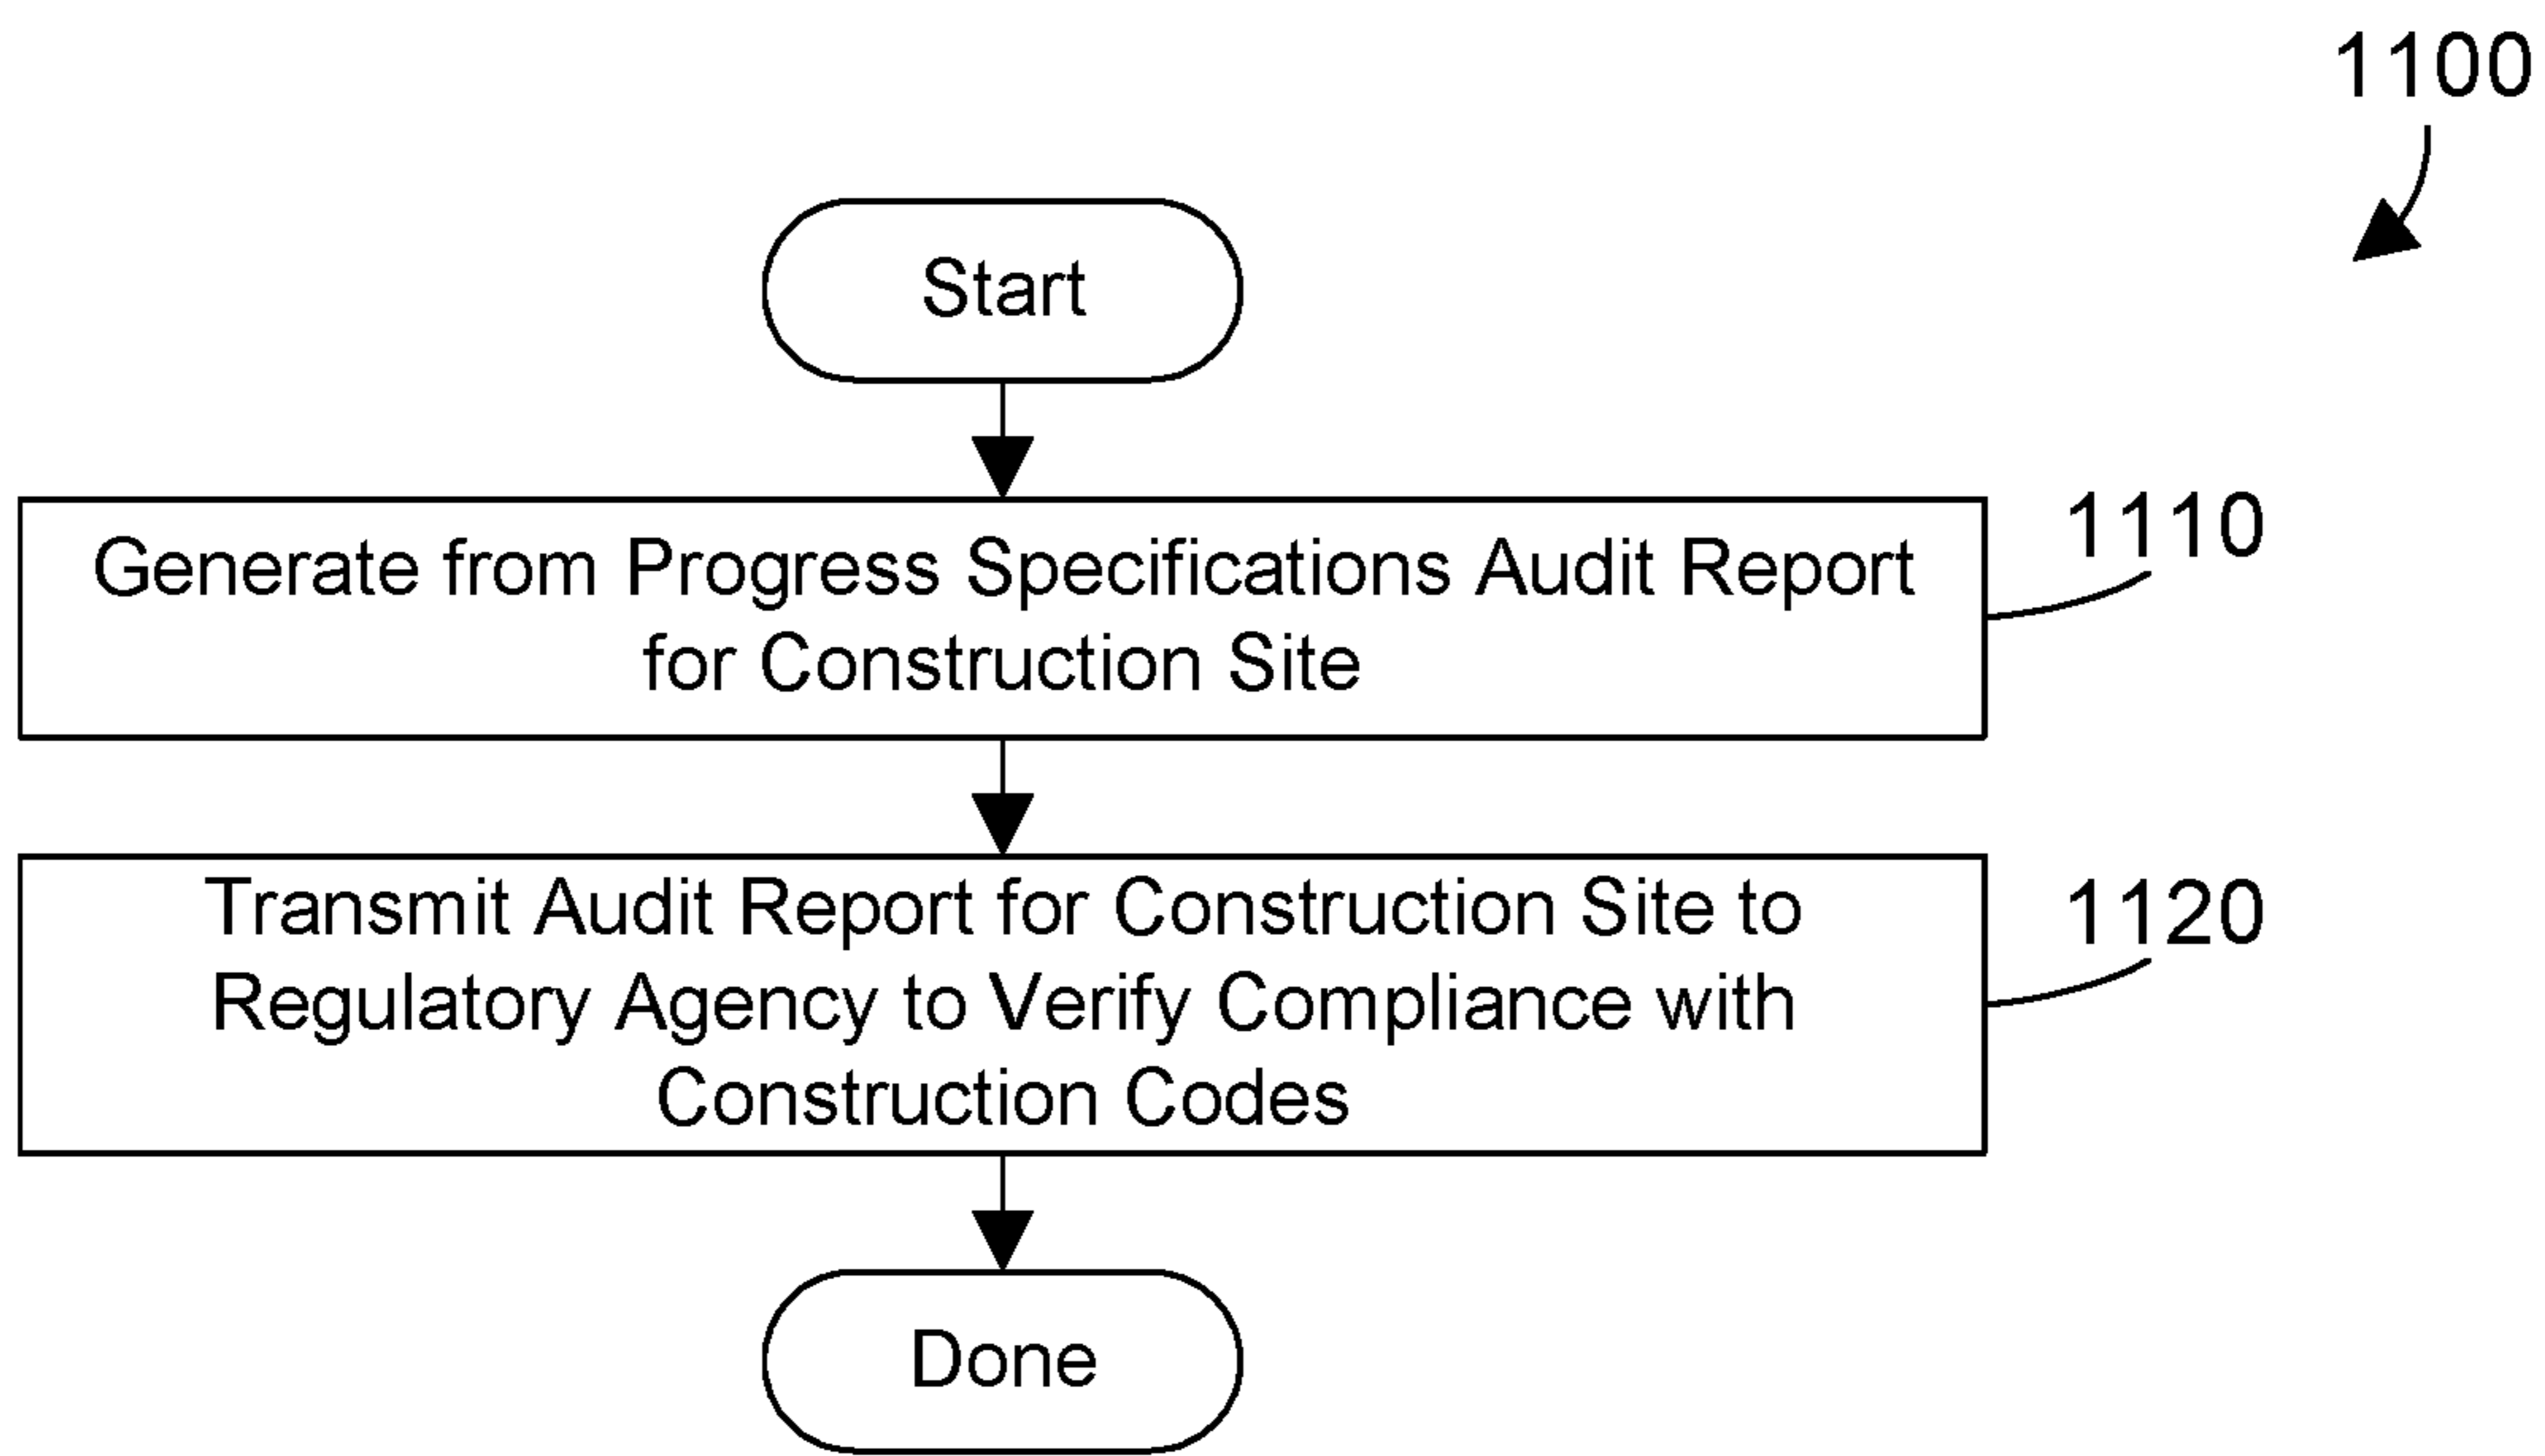 1100
Start
Generate from Progress Specifications Audit Report
for Construction Site
1110
Transmit Audit Report for Construction Site to
Regulatory Agency to Verify Compliance with
Construction Codes
1120
Done